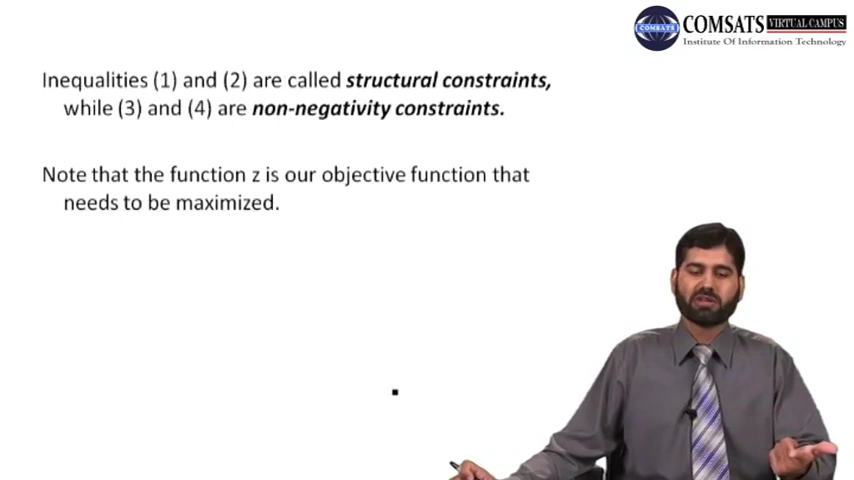 COMSATS VIRTUAL CAMPUS
Institute Of Information Technology
COMSATS
Inequalities (1) and (2) are called structural constraints,
while (3) and (4) are non-negativity constraints.
Note that the function z is our objective function that
needs to be maximized.